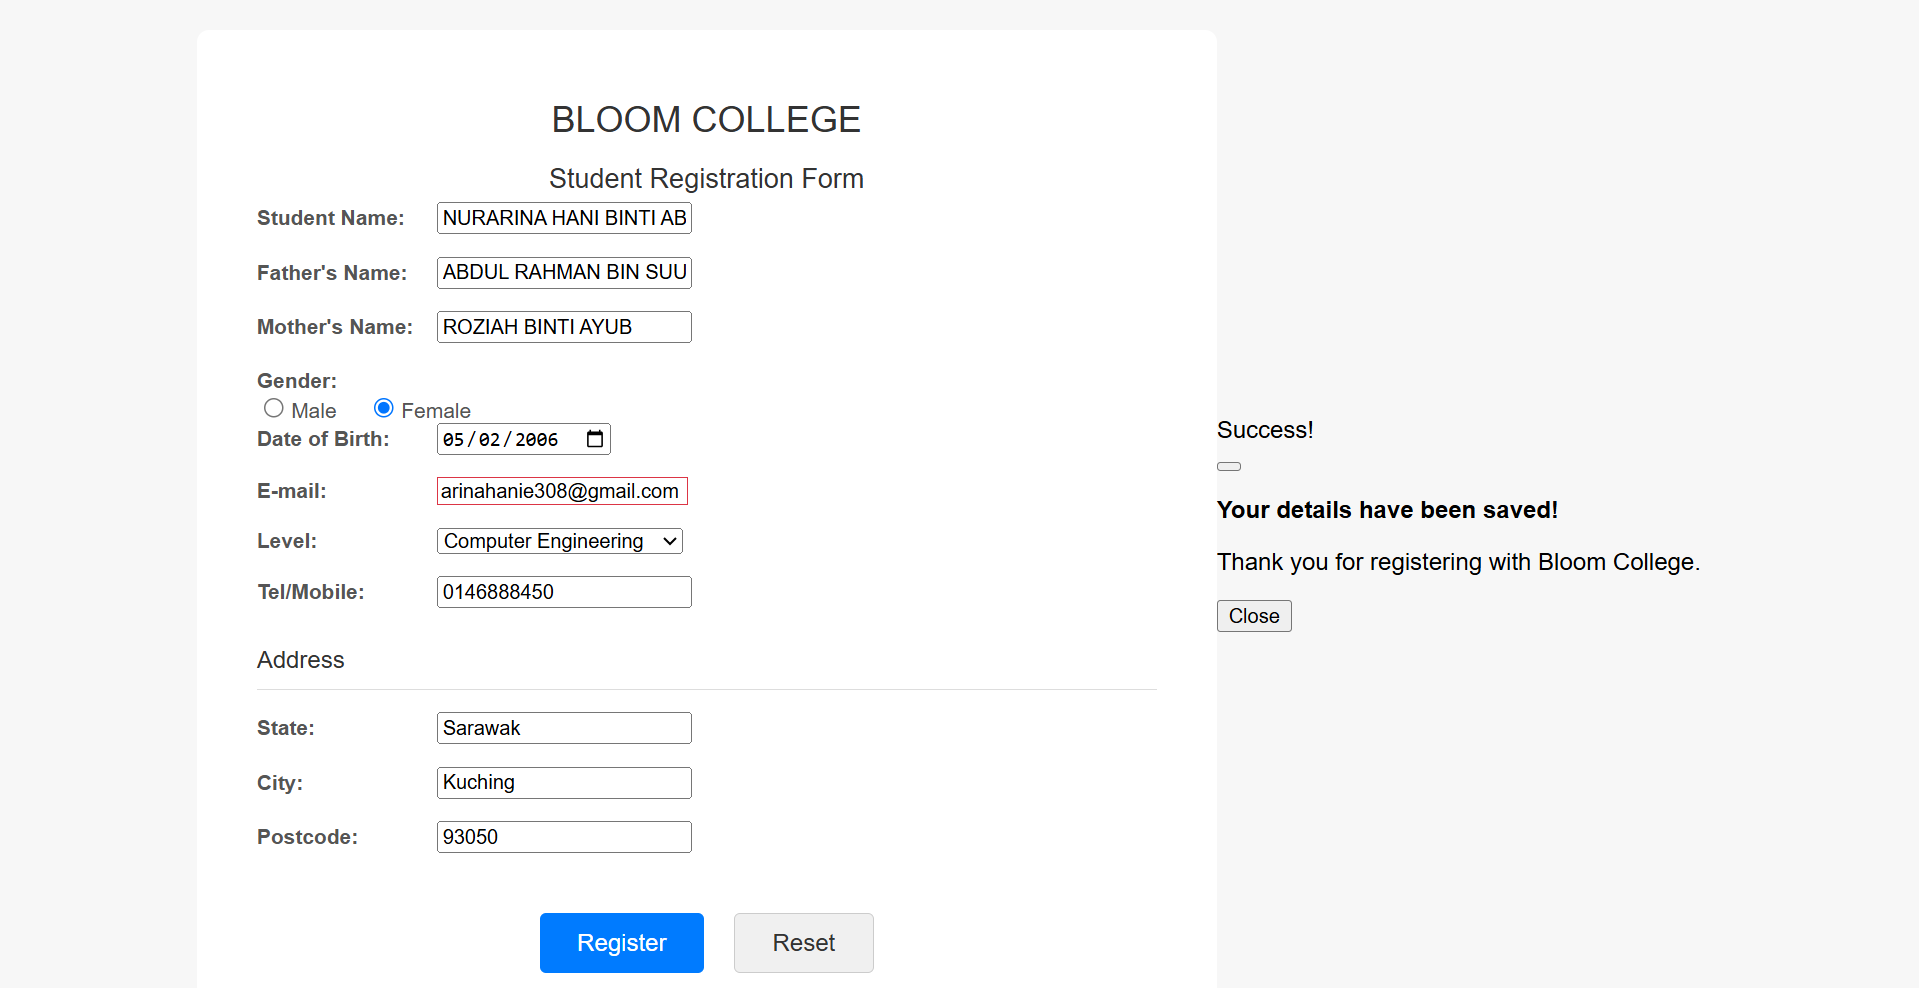 BLOOM COLLEGE
Student Registration Form
Student Name: NURARINA HANI BINTI AB
Father's Name: ABDUL RAHMAN BIN SUU
Mother's Name: ROZIAH BINTI AYUB
Gender:
Male Female
Date of Birth: 05/02/2006
E-mail: arinahanie308@gmail.com
Level: Computer Engineering
Tel/Mobile: 0146888450
Address
State: Sarawak
City: Kuching
Postcode: 93050
Register Reset
Success!
Your details have been saved!
Thank you for registering with Bloom College.
Close